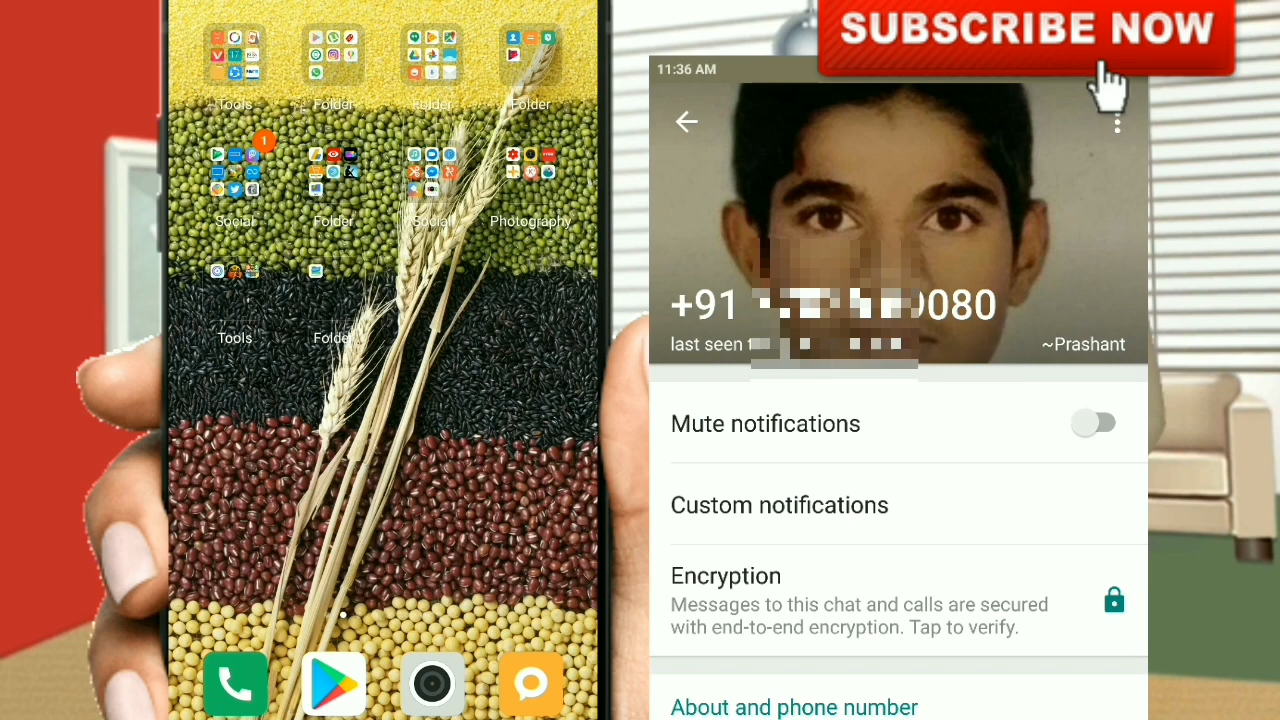 SUBSCRIBE NOW
11:36 AM
Tools
Folder
Folder
Folder
1
Social
Folder
Social
Photography
Tools
Folder
+91
9080
last seen
~Prashant
Mute notifications
Custom notifications
Encryption
Messages to this chat and calls are secured
with end-to-end encryption. Tap to verify.
About and phone number